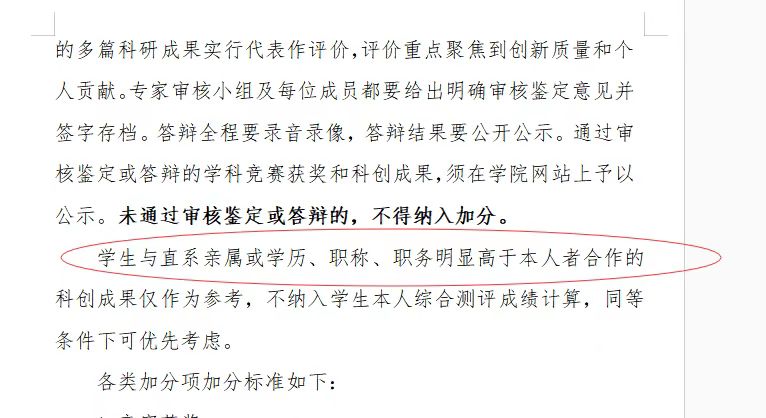 的多篇科研成果实行代表作评价,评价重点聚焦到创新质量和个
人贡献。专家审核小组及每位成员都要给出明确审核鉴定意见并
签字存档。答辩全程要录音录像，答辩结果要公开公示。通过审
核鉴定或答辩的学科竞赛获奖和科创成果,须在学院网站上予以
公示。未通过审核鉴定或答辩的，不得纳入加分。
学生与直系亲属或学历、职称、职务明显高于本人者合作的
科创成果仅作为参考，不纳入学生本人综合测评成绩计算，同等
条件下可优先考虑。
各类加分项加分标准如下：